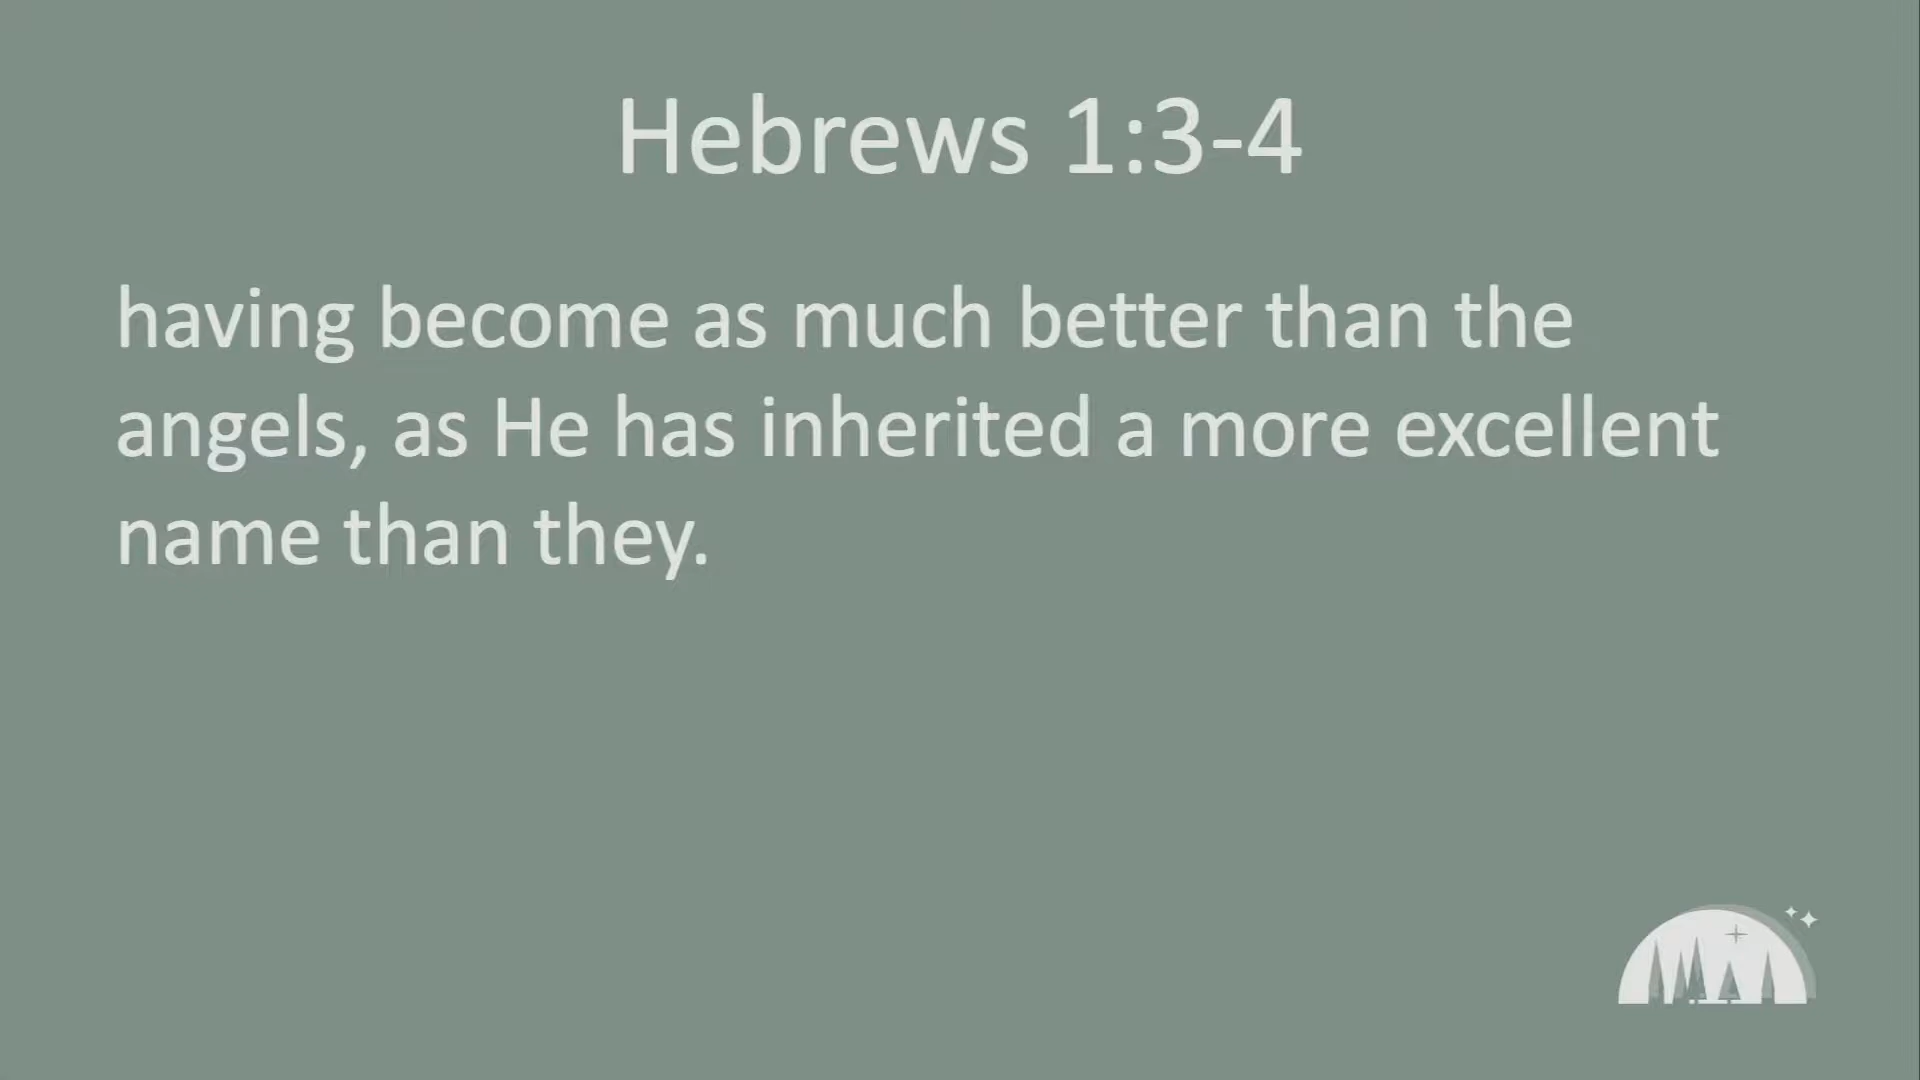 Hebrews 1:3-4
having become as much better than the
angels, as He has inherited a more excellent
name than they.